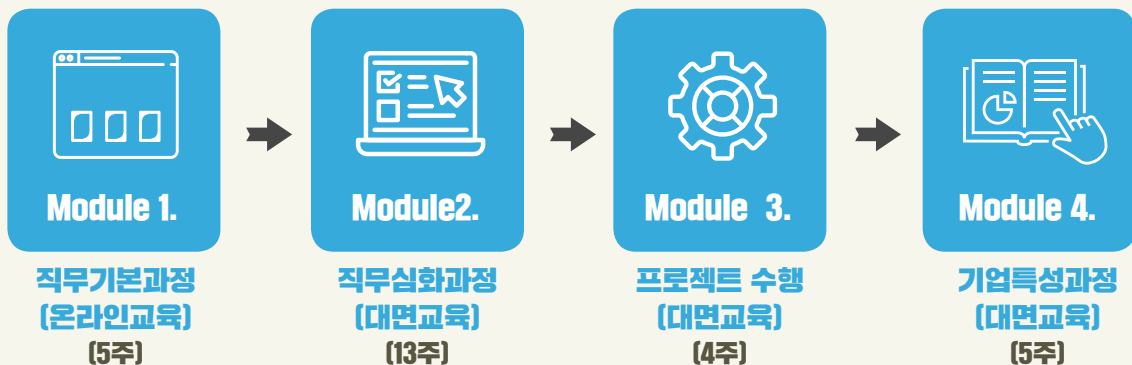 Module 1.
직무기본과정
(온라인교육)
(5주)
Module2.
직무심화과정
(대면교육)
(13주)
Module 3.
프로젝트 수행
(대면교육)
(4주)
Module 4.
기업특성과정
(대면교육)
(5주)